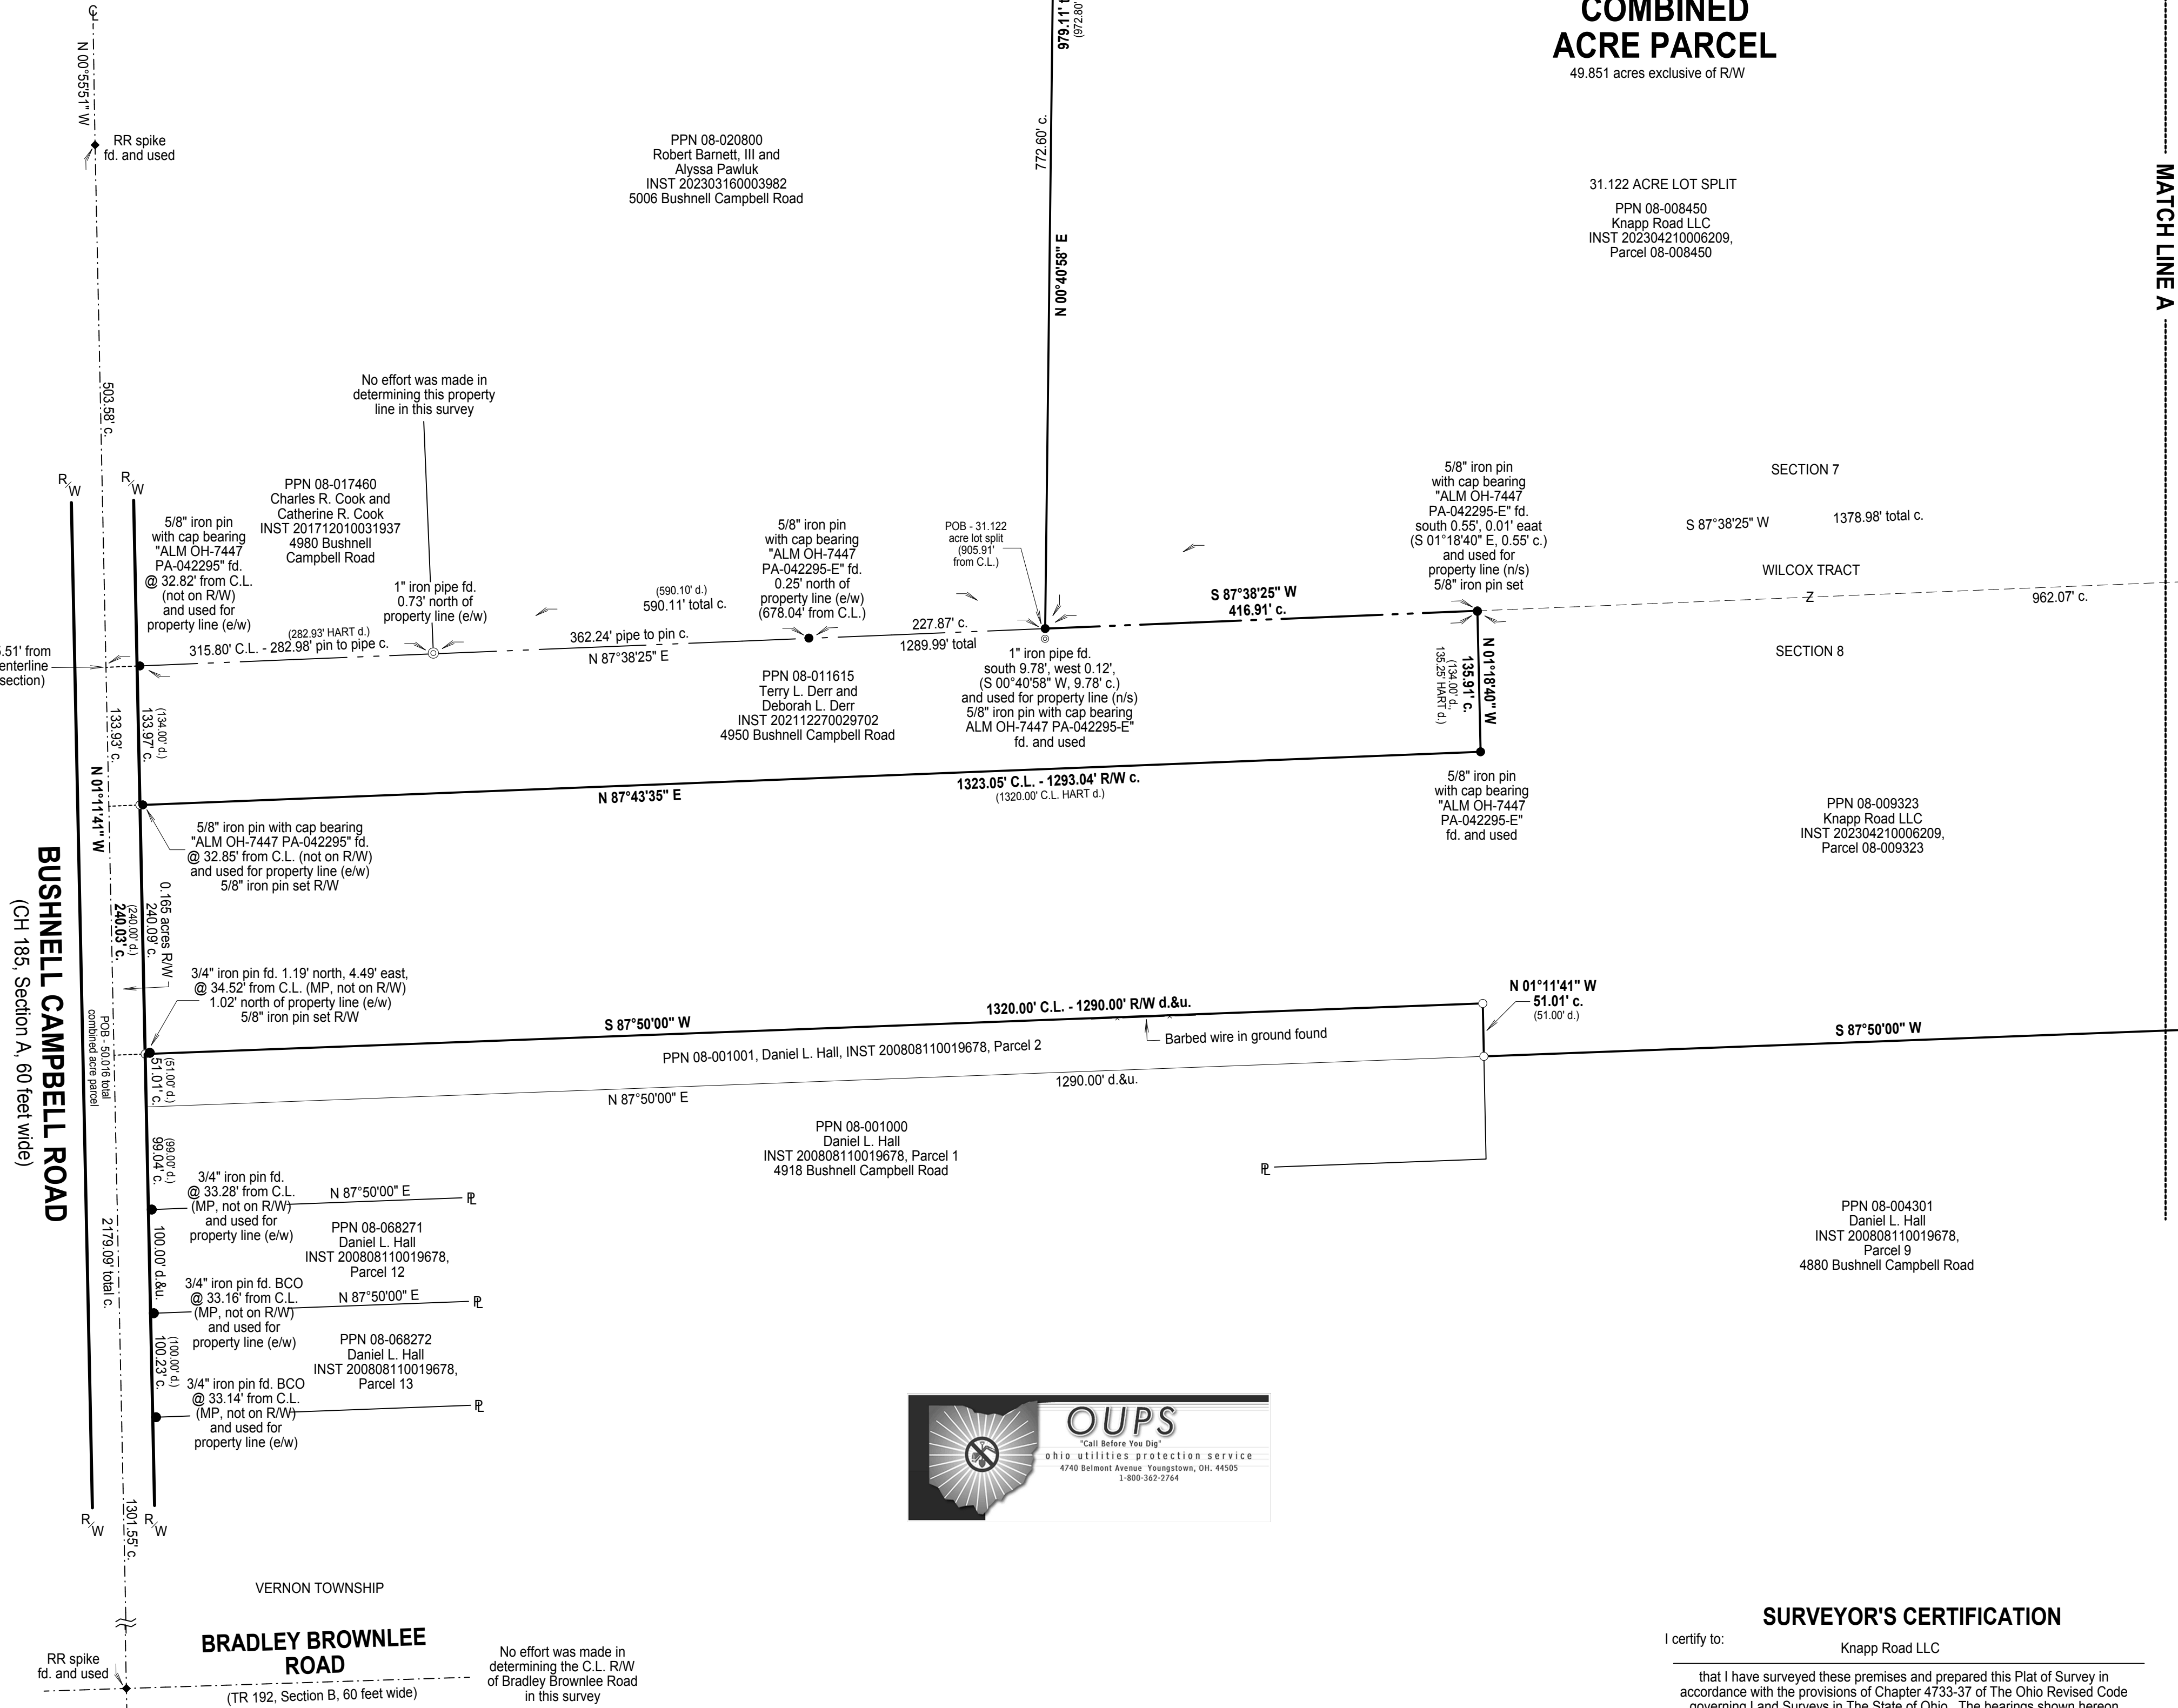 COMBINED
ACRE PARCEL
49.851 acres exclusive of R/W
CL
N 00°55'51" W
RR spike
fd. and used
979.11' t
(972.80'
772.60' c.
N 00°40'58" E
PPN 08-020800
Robert Barnett, III and
Alyssa Pawluk
INST 202303160003982
5006 Bushnell Campbell Road
31.122 ACRE LOT SPLIT
PPN 08-008450
Knapp Road LLC
INST 202304210006209,
Parcel 08-008450
MATCH LINE A
503.58' c.
No effort was made in
determining this property
line in this survey
R/W
R/W
PPN 08-017460
Charles R. Cook and
Catherine R. Cook
INST 201712010031937
4980 Bushnell
Campbell Road
5/8" iron pin
with cap bearing
"ALM OH-7447
PA-042295" fd.
@ 32.82' from C.L.
(not on R/W)
and used for
property line (e/w)
1" iron pipe fd.
0.73' north of
property line (e/w)
(282.93' HART d.)
315.80' C.L. - 282.98' pin to pipe c.
(590.10' d.)
590.11' total c.
362.24' pipe to pin c.
N 87°38'25" E
5/8" iron pin
with cap bearing
"ALM OH-7447
PA-042295-E" fd.
0.25' north of
property line (e/w)
(678.04' from C.L.)
POB - 31.122
acre lot split
(905.91'
from C.L.)
227.87' c.
1289.99' total
S 87°38'25" W
416.91' c.
5/8" iron pin
with cap bearing
"ALM OH-7447
PA-042295-E" fd.
south 0.55', 0.01' eaat
(S 01°18'40" E, 0.55' c.)
and used for
property line (n/s)
5/8" iron pin set
SECTION 7
S 87°38'25" W
1378.98' total c.
WILCOX TRACT
Z
962.07' c.
SECTION 8
5.51' from
enterline
section)
PPN 08-011615
Terry L. Derr and
Deborah L. Derr
INST 202112270029702
4950 Bushnell Campbell Road
1" iron pipe fd.
south 9.78', west 0.12',
(S 00°40'58" W, 9.78' c.)
and used for property line (n/s)
5/8" iron pin with cap bearing
ALM OH-7447 PA-042295-E"
fd. and used
N 01°18'40" W
135.91' c.
(134.00' d.,
135.25' HART d.)
(134.00' d.)
133.97' c.
133.93' c.
N 01°11'41" W
N 87°43'35" E
1323.05' C.L. - 1293.04' R/W c.
(1320.00' C.L. HART d.)
5/8" iron pin
with cap bearing
"ALM OH-7447
PA-042295-E"
fd. and used
PPN 08-009323
Knapp Road LLC
INST 202304210006209,
Parcel 08-009323
5/8" iron pin with cap bearing
"ALM OH-7447 PA-042295" fd.
@ 32.85' from C.L. (not on R/W)
and used for property line (e/w)
5/8" iron pin set R/W
BUSHNELL CAMPBELL ROAD
(CH 185, Section A, 60 feet wide)
0.165 acres R/W
240.09' c.
(240.00' d.)
240.03' c.
3/4" iron pin fd. 1.19' north, 4.49' east,
@ 34.52' from C.L. (MP, not on R/W)
1.02' north of property line (e/w)
5/8" iron pin set R/W
POB - 50.016 total
combined acre parcel
S 87°50'00" W
1320.00' C.L. - 1290.00' R/W d.&u.
Barbed wire in ground found
N 01°11'41" W
51.01' c.
(51.00' d.)
S 87°50'00" W
PPN 08-001001, Daniel L. Hall, INST 200808110019678, Parcel 2
(51.00' d.)
51.01' c.
N 87°50'00" E
1290.00' d.&u.
PPN 08-001000
Daniel L. Hall
INST 200808110019678, Parcel 1
4918 Bushnell Campbell Road
PL
(99.00' d.)
99.04' c.
3/4" iron pin fd.
@ 33.28' from C.L.
(MP, not on R/W)
and used for
property line (e/w)
N 87°50'00" E
PL
PPN 08-068271
Daniel L. Hall
INST 200808110019678,
Parcel 12
2179.09' total c.
100.00' d.&u.
3/4" iron pin fd. BCO
@ 33.16' from C.L.
(MP, not on R/W)
and used for
property line (e/w)
N 87°50'00" E
PL
PPN 08-068272
Daniel L. Hall
INST 200808110019678,
Parcel 13
(100.00' d.)
100.23' c.
3/4" iron pin fd. BCO
@ 33.14' from C.L.
(MP, not on R/W)
and used for
property line (e/w)
PL
PPN 08-004301
Daniel L. Hall
INST 200808110019678,
Parcel 9
4880 Bushnell Campbell Road
OUPS
"Call Before You Dig"
ohio utilities protection service
4740 Belmont Avenue Youngstown, OH. 44505
1-800-362-2764
R/W
R/W
1301.55' c.
VERNON TOWNSHIP
BRADLEY BROWNLEE
ROAD
(TR 192, Section B, 60 feet wide)
RR spike
fd. and used
No effort was made in
determining the C.L. R/W
of Bradley Brownlee Road
in this survey
SURVEYOR'S CERTIFICATION
I certify to:
Knapp Road LLC
that I have surveyed these premises and prepared this Plat of Survey in
accordance with the provisions of Chapter 4733-37 of The Ohio Revised Code
governing Land Surveys in The State of Ohio. The bearings shown hereon